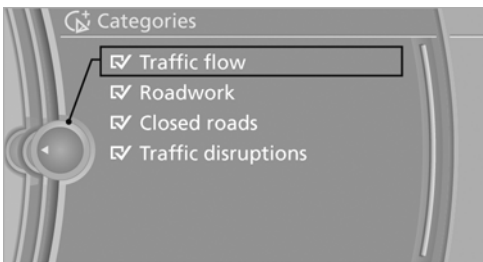 Categories
Traffic flow
Roadwork
Closed roads
Traffic disruptions